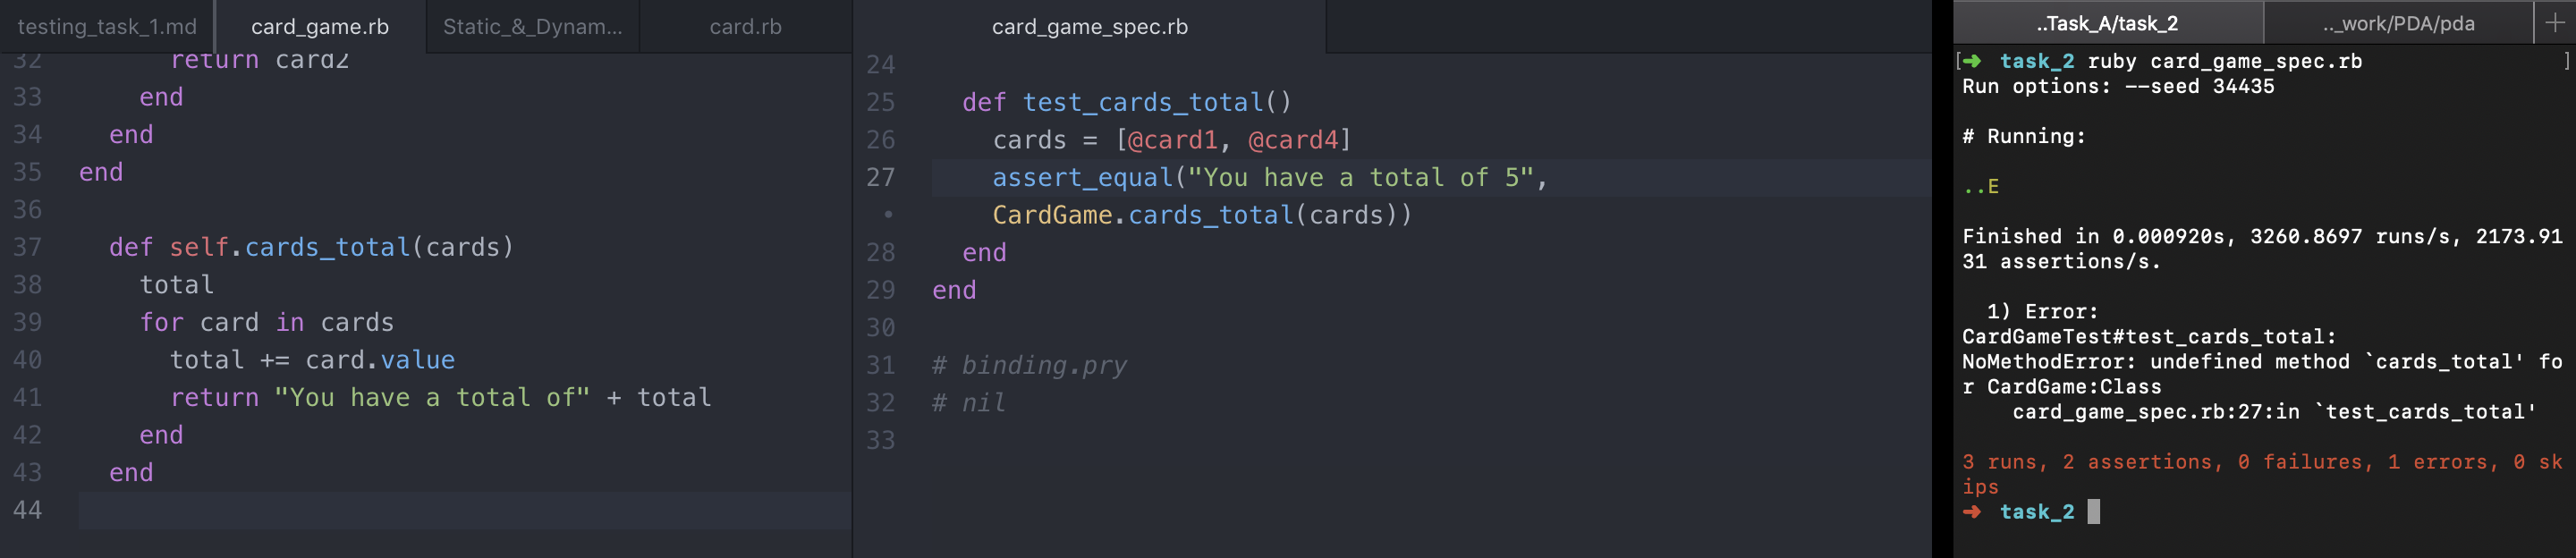 testing_task_1.md card_game.rb Static_&_Dynam... card.rb
32 return card2
33 end
34 end
35 end
36
37 def self.cards_total(cards)
38 total
39 for card in cards
40 total += card.value
41 return "You have a total of" + total
42 end
43 end
44
card_game_spec.rb
24
25 def test_cards_total()
26 cards = [@card1, @card4]
27 assert_equal("You have a total of 5",
• CardGame.cards_total(cards))
28 end
29 end
30
31 # binding.pry
32 # nil
33
..Task_A/task_2 .._work/PDA/pda +
[➜ task_2 ruby card_game_spec.rb ]
Run options: --seed 34435
# Running:
..E
Finished in 0.000920s, 3260.8697 runs/s, 2173.91
31 assertions/s.
1) Error:
CardGameTest#test_cards_total:
NoMethodError: undefined method `cards_total' fo
r CardGame:Class
card_game_spec.rb:27:in `test_cards_total'
3 runs, 2 assertions, 0 failures, 1 errors, 0 sk
ips
➜ task_2